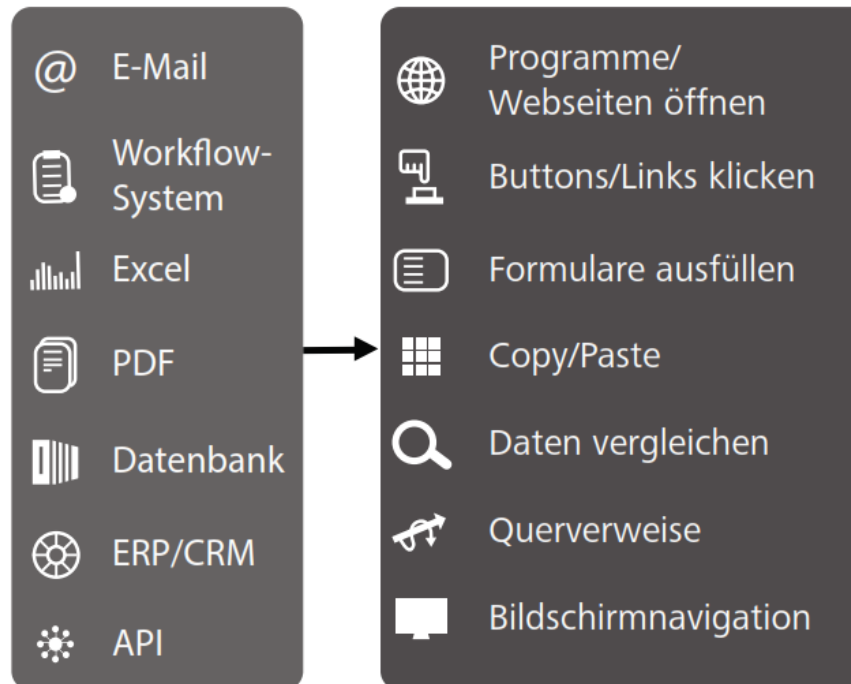 @ E-Mail
Workflow-
System
Excel
PDF
Datenbank
ERP/CRM
API
Programme/
Webseiten öffnen
Buttons/Links klicken
Formulare ausfüllen
Copy/Paste
Daten vergleichen
Querverweise
Bildschirmnavigation